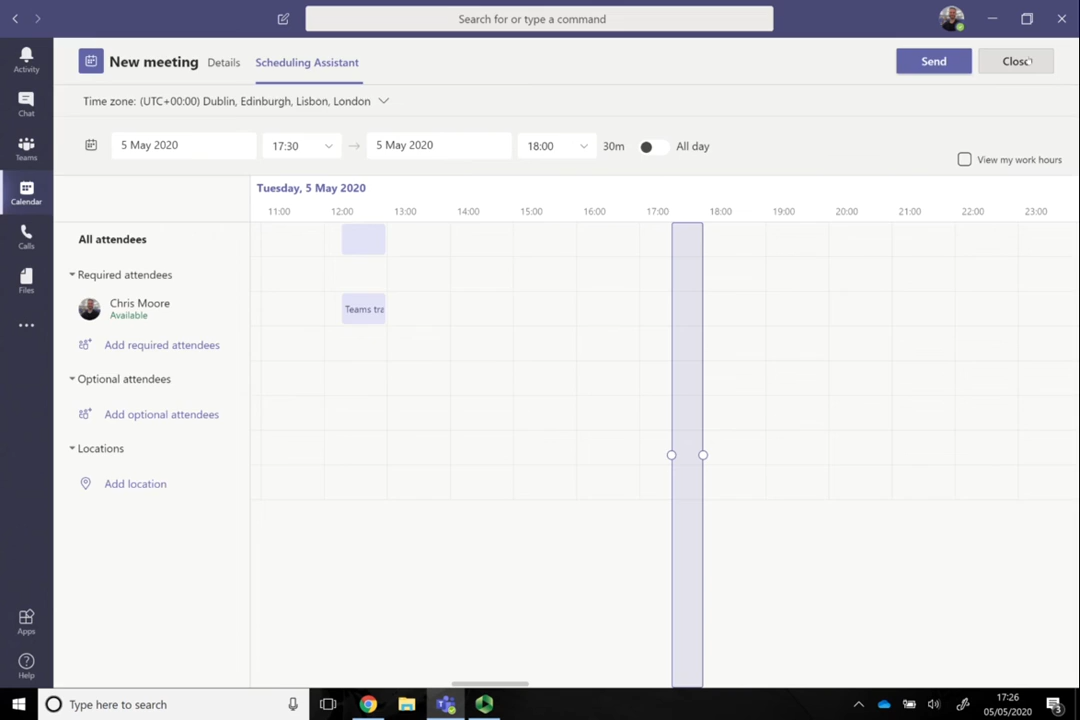 Search for or type a command
Activity
Chat
Teams
Calendar
Calls
Files
Apps
Help
New meeting
Details
Scheduling Assistant
Send
Close
Time zone: (UTC+00:00) Dublin, Edinburgh, Lisbon, London
5 May 2020
17:30
5 May 2020
18:00
30m
All day
View my work hours
Tuesday, 5 May 2020
11:00 12:00 13:00 14:00 15:00 16:00 17:00 18:00 19:00 20:00 21:00 22:00 23:00
All attendees
Required attendees
Chris Moore
Available
Teams tra
Add required attendees
Optional attendees
Add optional attendees
Locations
Add location
Type here to search
17:26
05/05/2020
3